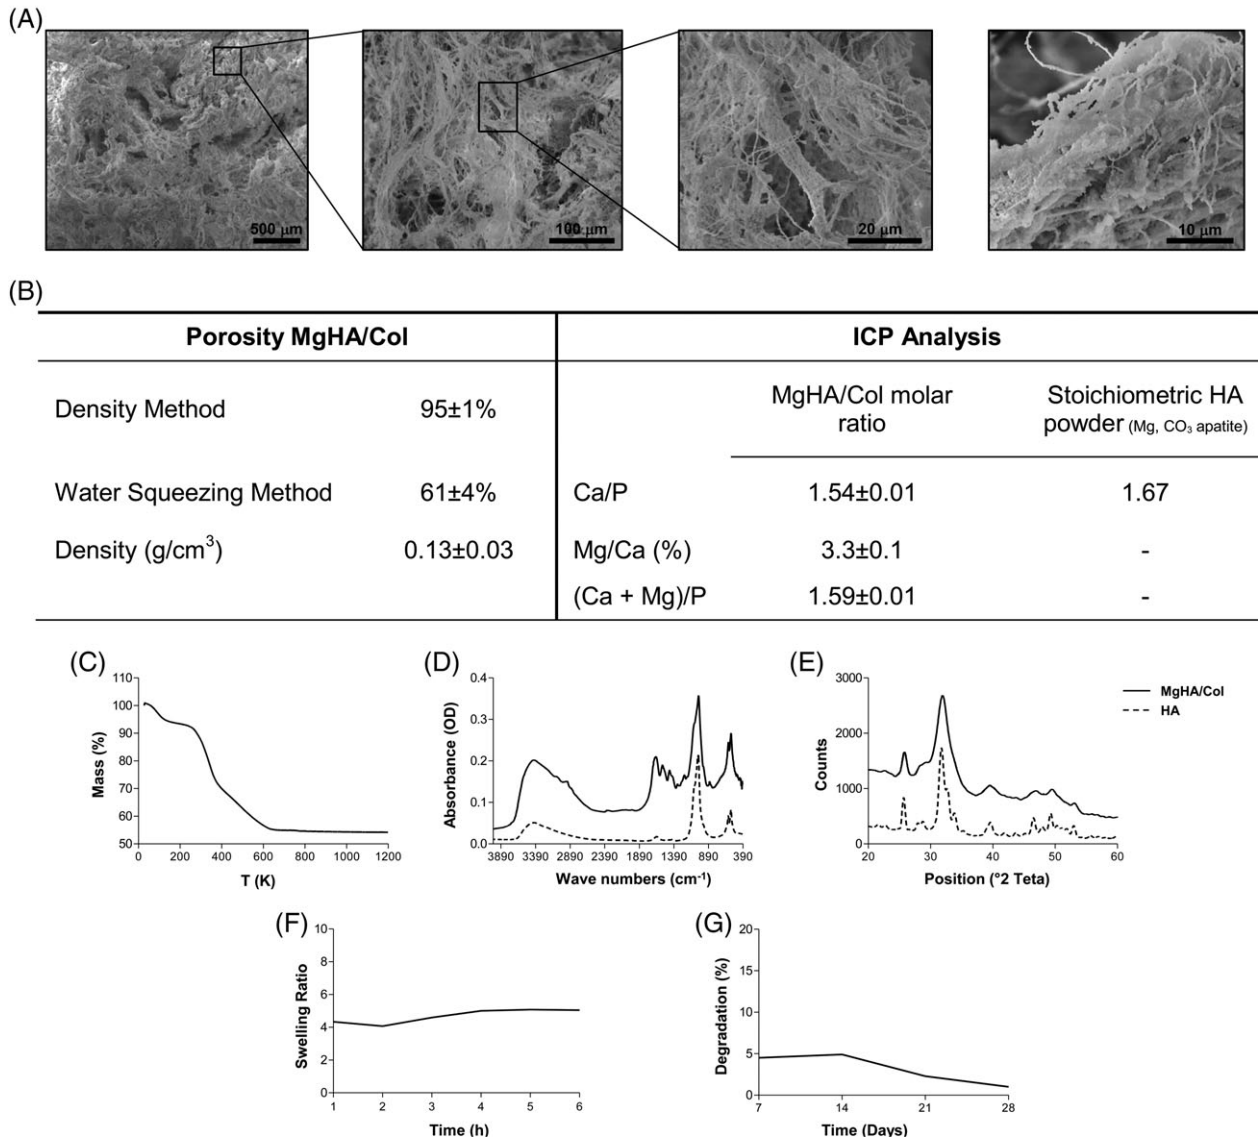 (A)
500 µm
100 µm
20 µm
10 µm
(B)
Porosity MgHA/Col
ICP Analysis
MgHA/Col molar
ratio
Stoichiometric HA
powder (Mg, CO₃ apatite)
Density Method 95±1%
Water Squeezing Method 61±4%
Ca/P 1.54±0.01 1.67
Density (g/cm³) 0.13±0.03
Mg/Ca (%) 3.3±0.1 -
(Ca + Mg)/P 1.59±0.01 -
(C)
Mass (%)
110
100
90
80
70
60
50
0 200 400 600 800 1000 1200
T (K)
(D)
Absorbance (OD)
0.4
0.3
0.2
0.1
0.0
3890 3390 2890 2390 1890 1390 890 390
Wave numbers (cm⁻¹)
(E)
Counts
3000
2000
1000
0
20 30 40 50 60
Position (°2 Teta)
MgHA/Col
HA
(F)
Swelling Ratio
10
8
6
4
2
0
1 2 3 4 5 6
Time (h)
(G)
Degradation (%)
20
15
10
5
0
7 14 21 28
Time (Days)